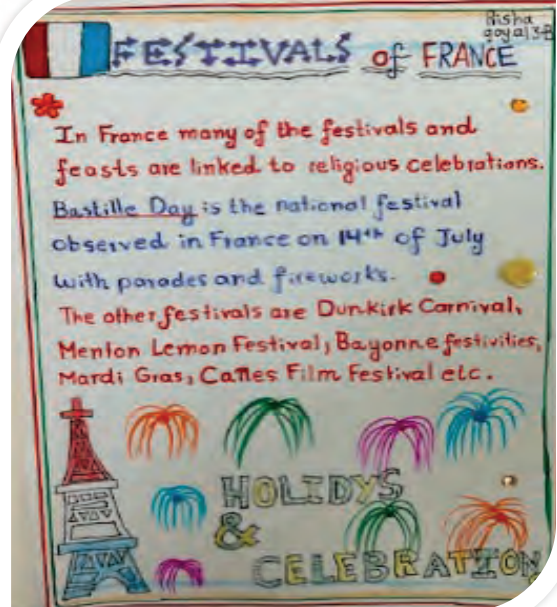 Risha
goyal 3-B
FESTIVALS of FRANCE
In France many of the festivals and
feasts are linked to religious celebrations.
Bastille Day is the national festival
observed in France on 14th of July
with parades and fireworks.
The other festivals are Dunkirk Carnival,
Menton Lemon Festival, Bayonne festivities,
Mardi Gras, Cannes Film Festival etc.
HOLIDYS
&
CELEBRATION